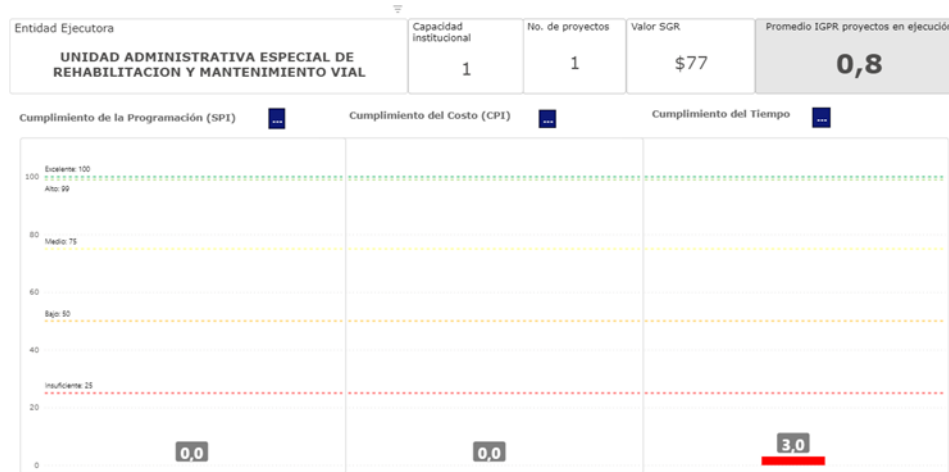 Entidad Ejecutora
UNIDAD ADMINISTRATIVA ESPECIAL DE
REHABILITACION Y MANTENIMIENTO VIAL
Capacidad
institucional
1
No. de proyectos
1
Valor SGR
$77
Promedio IGPR proyectos en ejecución
0,8
Cumplimiento de la Programación (SPI)
...
Cumplimiento del Costo (CPI)
...
Cumplimiento del Tiempo
...
Excelente: 100
100
Alto: 99
80
Medio: 75
60
Bajo: 50
40
Insuficiente: 25
20
0,0
0,0
3,0
0